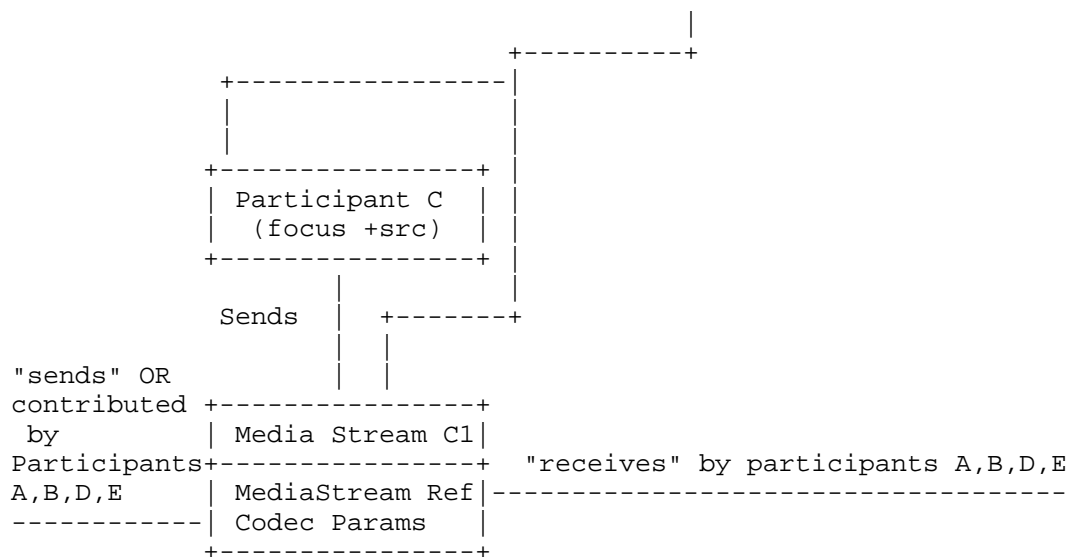 Participant C
(focus +src)
Sends
"sends" OR
contributed
by
Media Stream C1
Participants
"receives" by participants A,B,D,E
A,B,D,E
MediaStream Ref
Codec Params